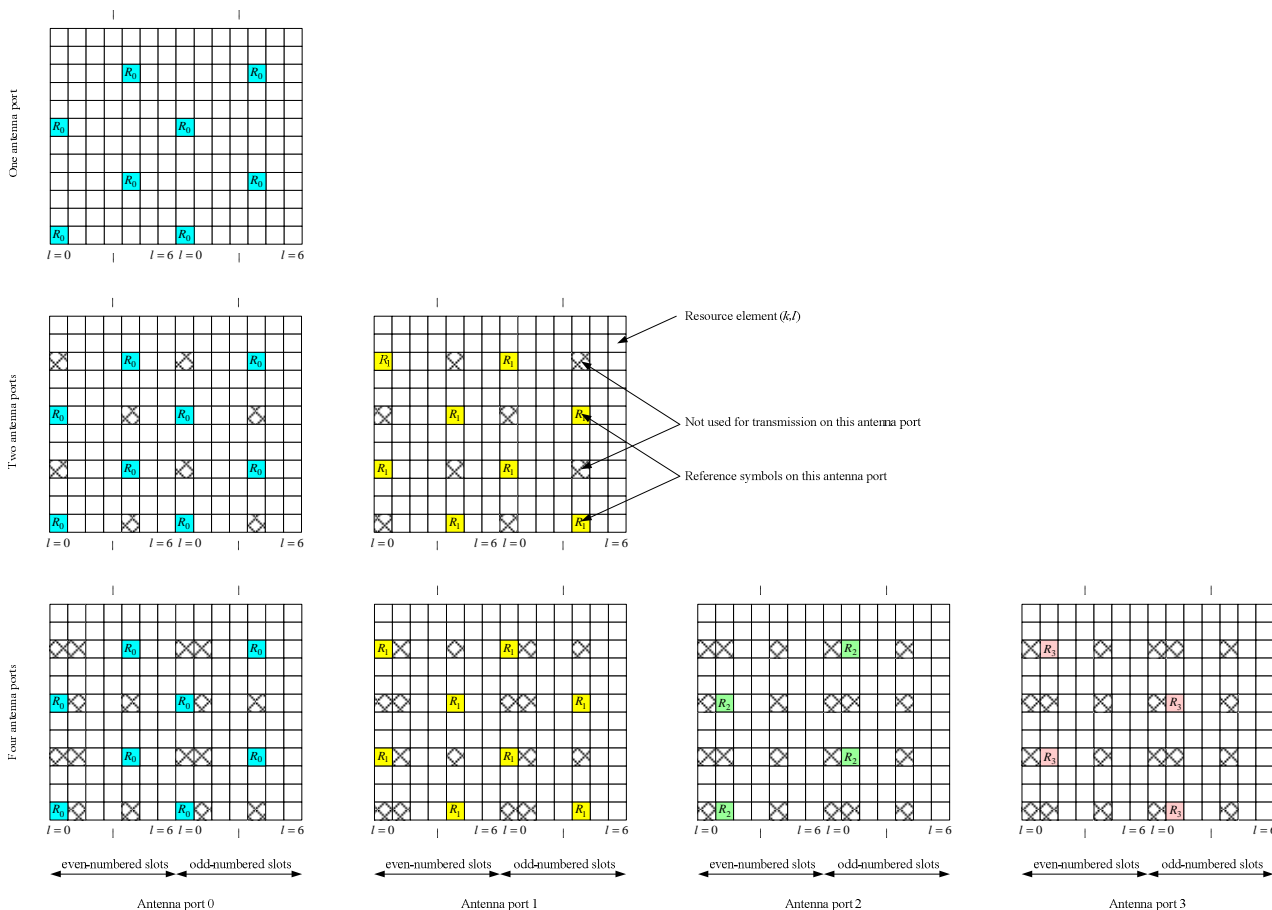 One antenna port
R0 R0
R0 R0
R0 R0
R0 R0
l = 0 l = 6 l = 0 l = 6
Two antenna ports
R0 R0
R0 R0
R0 R0
R0 R0
l = 0 l = 6 l = 0 l = 6
R1 R1
R1 R1
R1 R1
R1 R1
l = 0 l = 6 l = 0 l = 6
Resource element (k,l)
Not used for transmission on this antenna port
Reference symbols on this antenna port
Four antenna ports
R0 R0
R0 R0
R0 R0
R0 R0
l = 0 l = 6 l = 0 l = 6
even-numbered slots odd-numbered slots
Antenna port 0
R1 R1
R1 R1
R1 R1
R1 R1
l = 0 l = 6 l = 0 l = 6
even-numbered slots odd-numbered slots
Antenna port 1
R2
R2
R2
R2
l = 0 l = 6 l = 0 l = 6
even-numbered slots odd-numbered slots
Antenna port 2
R3
R3
R3
R3
l = 0 l = 6 l = 0 l = 6
even-numbered slots odd-numbered slots
Antenna port 3